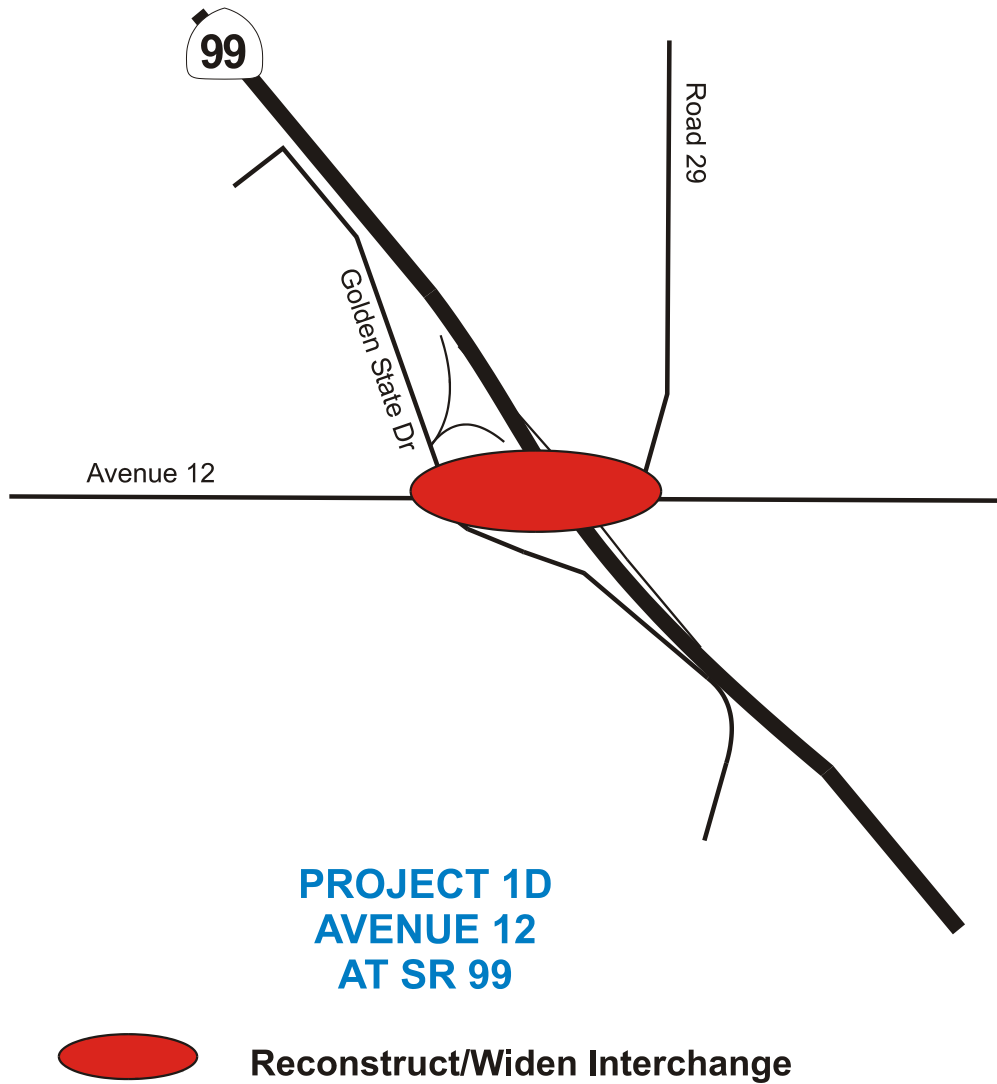 99
Road 29
Golden State Dr
Avenue 12
PROJECT 1D
AVENUE 12
AT SR 99
Reconstruct/Widen Interchange